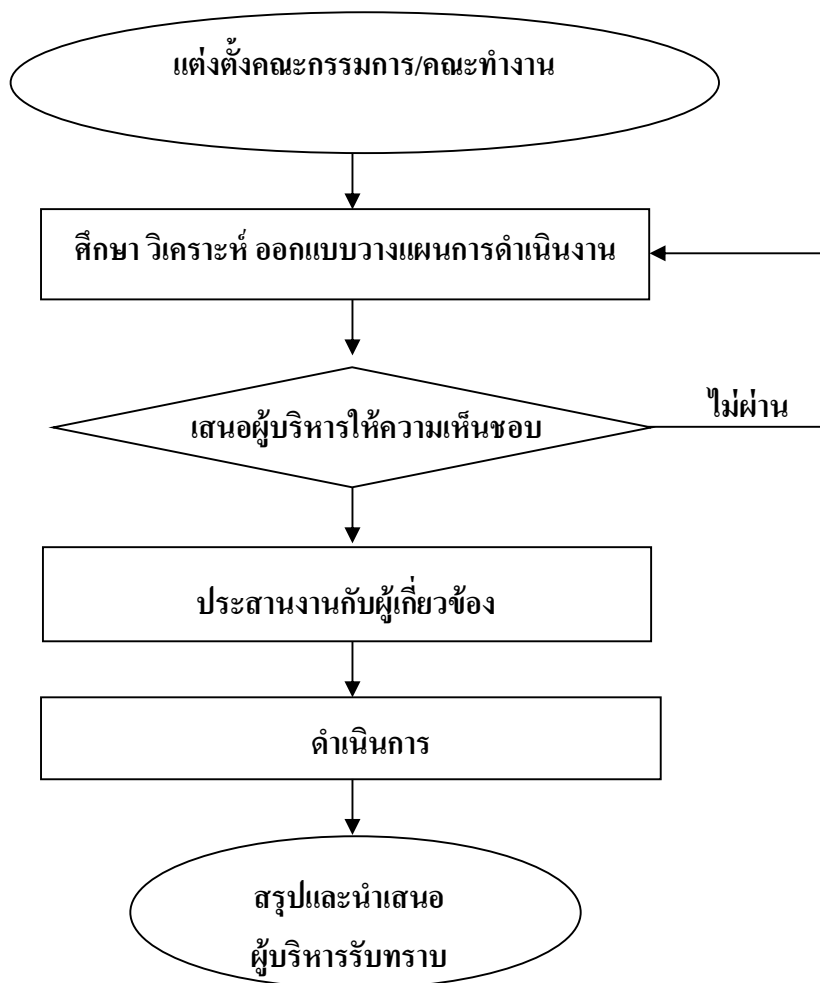 แต่งตั้งคณะกรรมการ/คณะทำงาน
ศึกษา วิเคราะห์ ออกแบบวางแผนการดำเนินงาน
เสนอผู้บริหารให้ความเห็นชอบ
ไม่ผ่าน
ประสานงานกับผู้เกี่ยวข้อง
ดำเนินการ
สรุปและนำเสนอ
ผู้บริหารรับทราบ